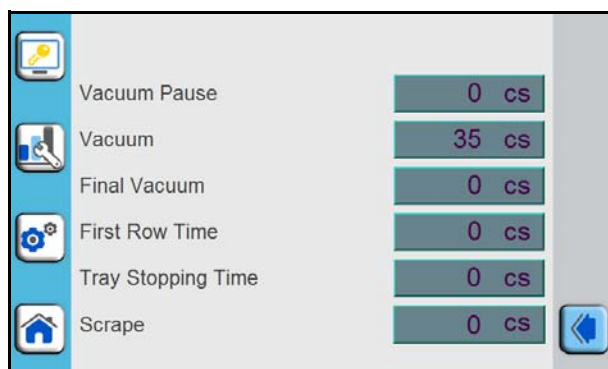 Vacuum Pause 0 cs
Vacuum 35 cs
Final Vacuum 0 cs
First Row Time 0 cs
Tray Stopping Time 0 cs
Scrape 0 cs